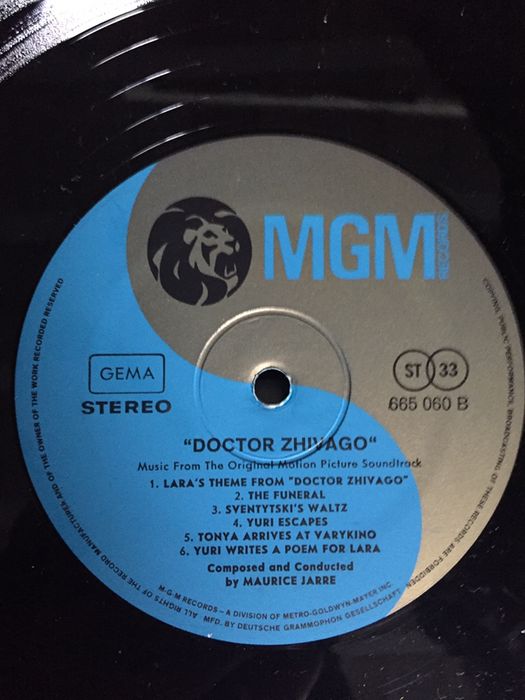 MGM
RECORDS
GEMA
STEREO
ST 33
665 060 B
"DOCTOR ZHIVAGO"
Music From The Original Motion Picture Soundtrack
1. LARA'S THEME FROM "DOCTOR ZHIVAGO"
2. THE FUNERAL
3. SVENTYTSKI'S WALTZ
4. YURI ESCAPES
5. TONYA ARRIVES AT VARYKINO
6. YURI WRITES A POEM FOR LARA
Composed and Conducted
by MAURICE JARRE
M-G-M RECORDS – A DIVISION OF METRO-GOLDWYN-MAYER INC.
MFD. BY DEUTSCHE GRAMMOPHON GESELLSCHAFT
ALL RIGHTS OF THE RECORD MANUFACTURER AND OF THE OWNER OF THE WORK RECORDED RESERVED
PERFORMANCE, BROADCASTING OF THESE RECORDS ARE FORBIDDEN